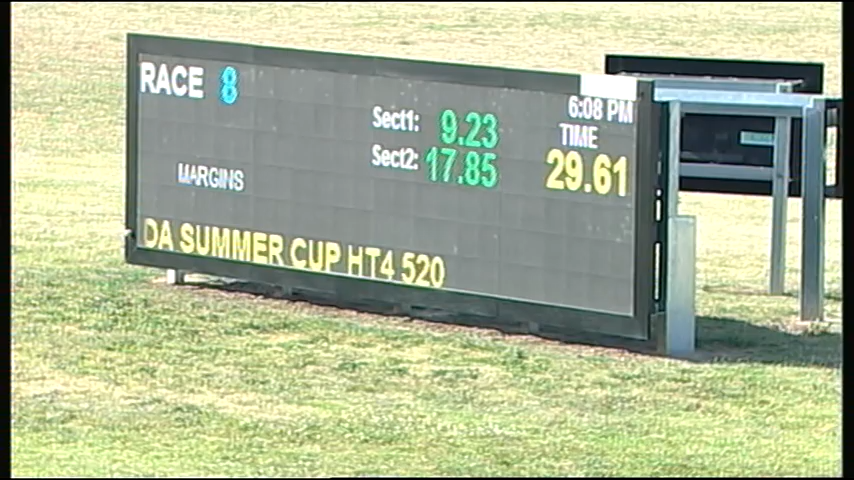 RACE 8
6:08 PM
Sect1: 9.23
TIME
Sect2: 17.85
29.61
MARGINS
DA SUMMER CUP HT4 520